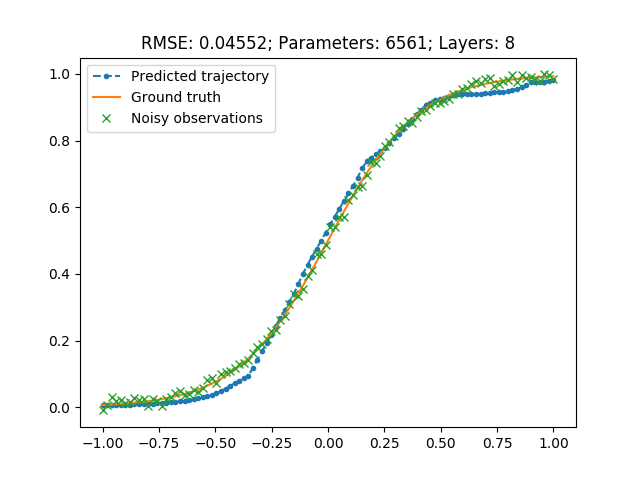 RMSE: 0.04552; Parameters: 6561; Layers: 8
Predicted trajectory
Ground truth
Noisy observations
1.0
0.8
0.6
0.4
0.2
0.0
−1.00 −0.75 −0.50 −0.25 0.00 0.25 0.50 0.75 1.00